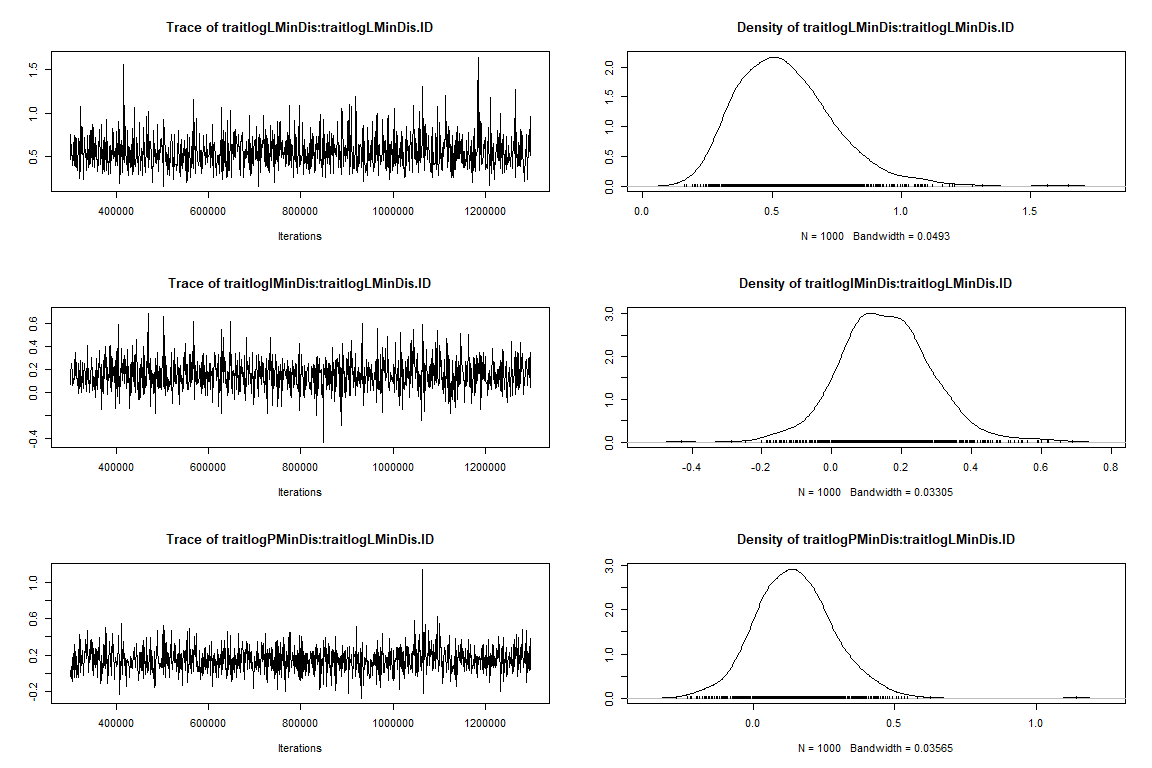 Trace of traitlogLMinDis:traitlogLMinDis.ID
Density of traitlogLMinDis:traitlogLMinDis.ID
0.5 1.0 1.5
400000 600000 800000 1000000 1200000
Iterations
0.0 0.5 1.0 1.5 2.0
0.0 0.5 1.0 1.5
N = 1000 Bandwidth = 0.0493
Trace of traitlogIMinDis:traitlogLMinDis.ID
Density of traitlogIMinDis:traitlogLMinDis.ID
-0.4 0.0 0.2 0.4 0.6
400000 600000 800000 1000000 1200000
Iterations
0.0 1.0 2.0 3.0
-0.4 -0.2 0.0 0.2 0.4 0.6 0.8
N = 1000 Bandwidth = 0.03305
Trace of traitlogPMinDis:traitlogLMinDis.ID
Density of traitlogPMinDis:traitlogLMinDis.ID
-0.2 0.2 0.6 1.0
400000 600000 800000 1000000 1200000
Iterations
0.0 1.0 2.0 3.0
0.0 0.5 1.0
N = 1000 Bandwidth = 0.03565